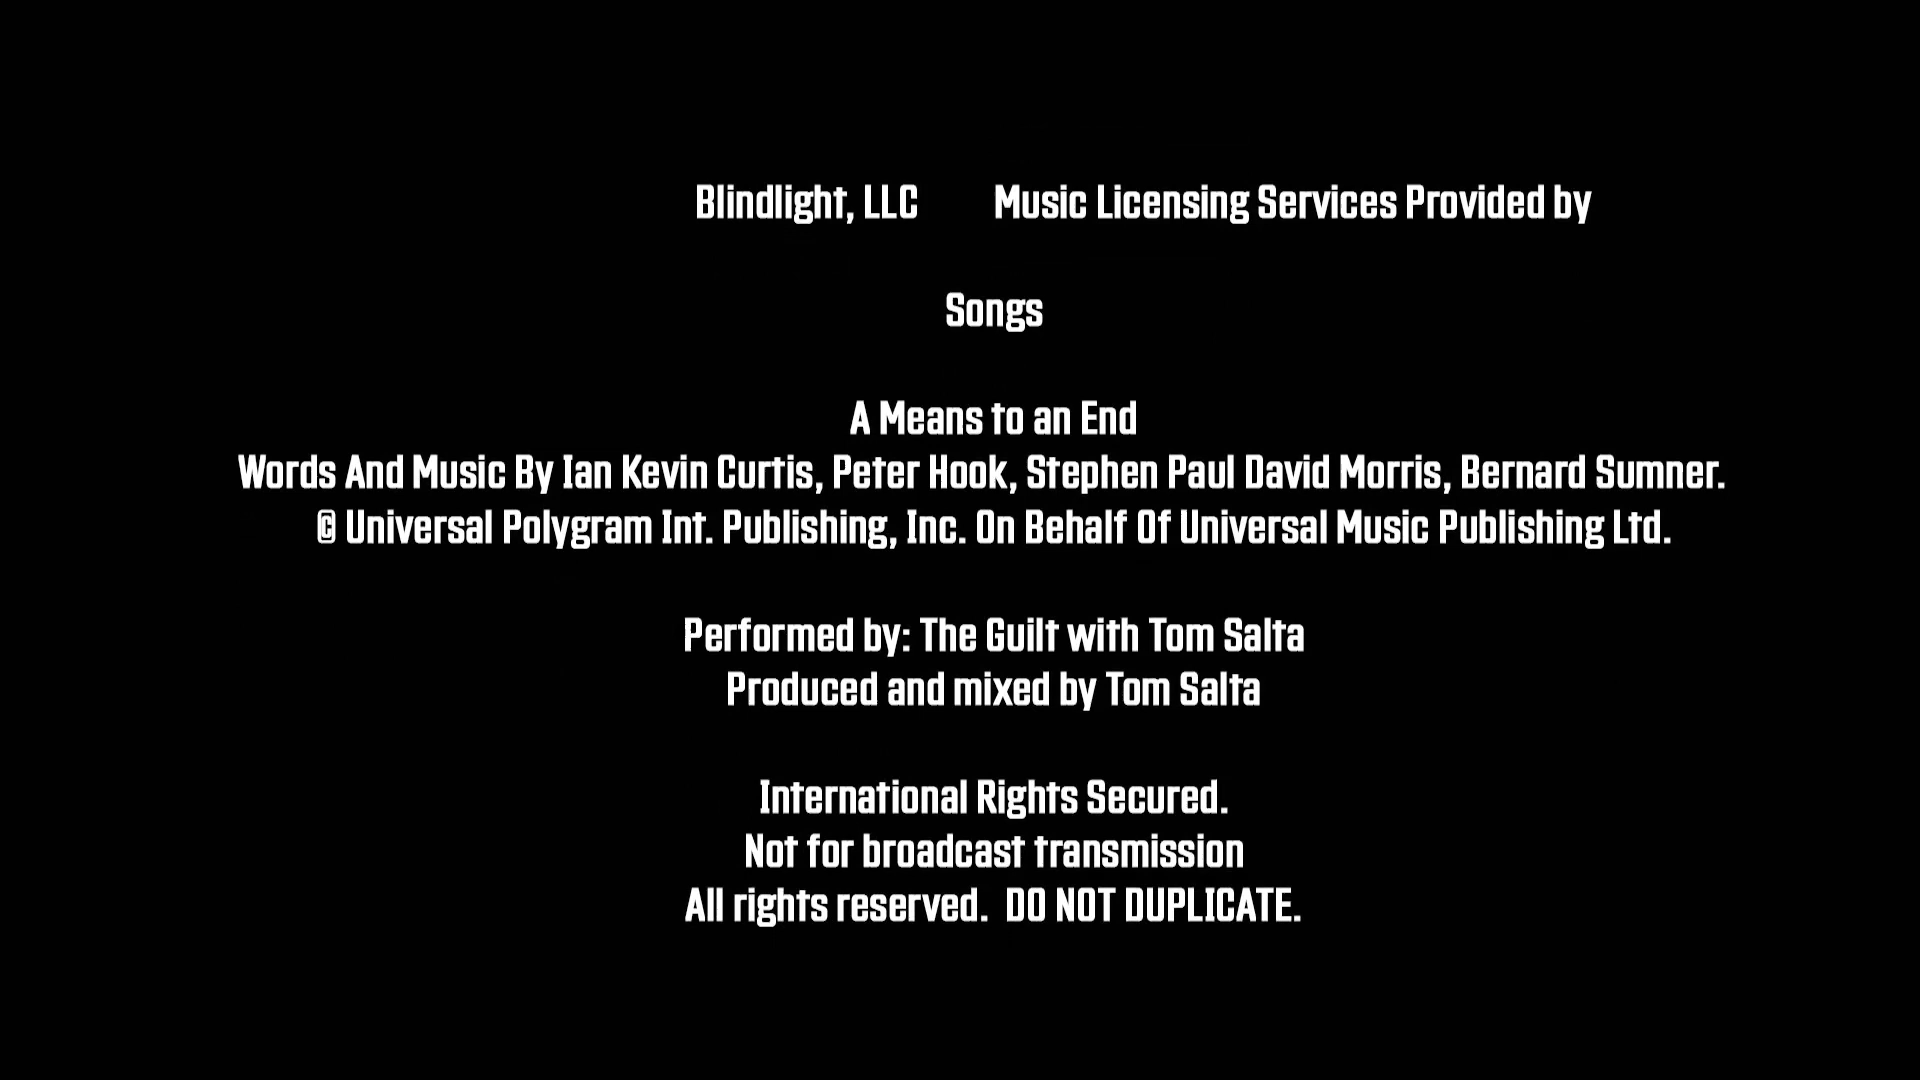 Blindlight, LLC Music Licensing Services Provided by
Songs
A Means to an End
Words And Music By Ian Kevin Curtis, Peter Hook, Stephen Paul David Morris, Bernard Sumner.
© Universal Polygram Int. Publishing, Inc. On Behalf Of Universal Music Publishing Ltd.
Performed by: The Guilt with Tom Salta
Produced and mixed by Tom Salta
International Rights Secured.
Not for broadcast transmission
All rights reserved.  DO NOT DUPLICATE.